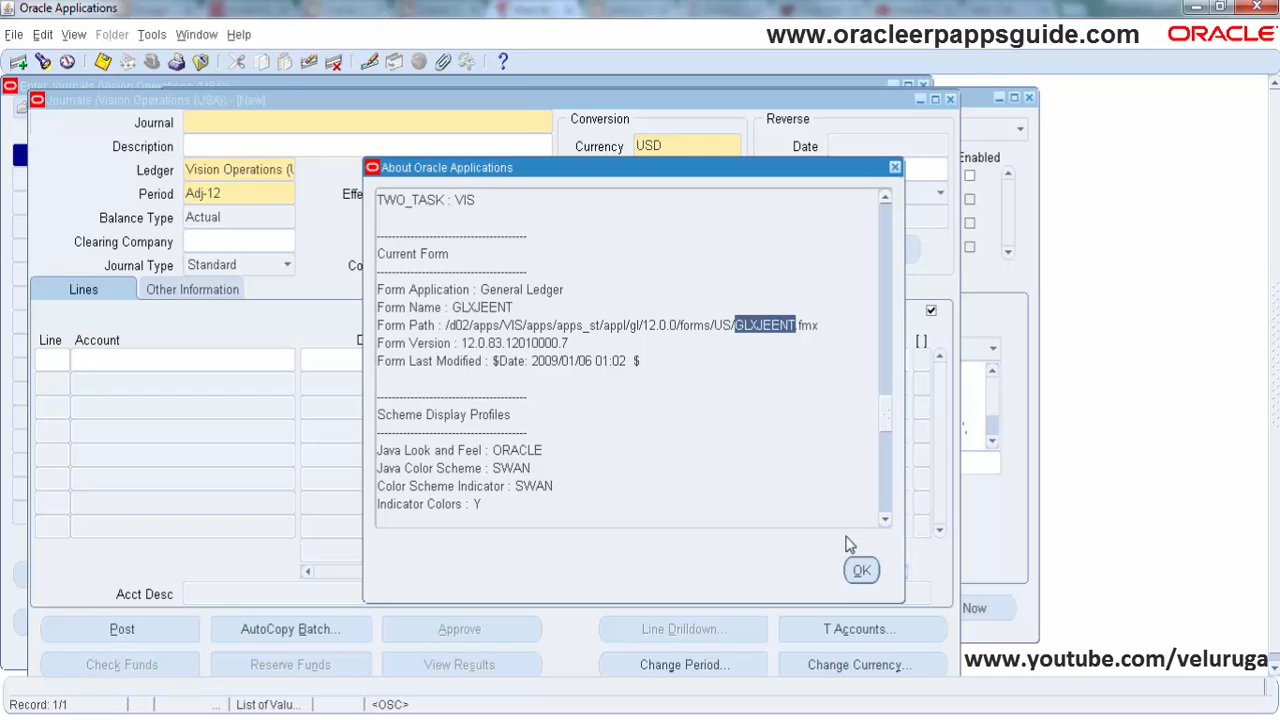 Oracle Applications
File Edit View Folder Tools Window Help
www.oracleerpappsguide.com
ORACLE
Enter Journals (Vision Operations (USA))
Journals (Vision Operations (USA)) - [New]
Journal
Conversion
Reverse
Description
Currency USD
Date
Enabled
About Oracle Applications
Ledger Vision Operations (U
Period Adj-12
Effe
Balance Type Actual
Clearing Company
Journal Type Standard
Co
TWO_TASK : VIS
----------------------------------------
Current Form
----------------------------------------
Form Application : General Ledger
Form Name : GLXJEENT
Form Path : /d02/apps/VIS/apps/apps_st/appl/gl/12.0.0/forms/US/GLXJEENT.fmx
Form Version : 12.0.83.12010000.7
Form Last Modified : $Date: 2009/01/06 01:02 $
----------------------------------------
Scheme Display Profiles
----------------------------------------
Java Look and Feel : ORACLE
Java Color Scheme : SWAN
Color Scheme Indicator : SWAN
Indicator Colors : Y
OK
Lines Other Information
Line Account D [ ]
Acct Desc
Now
Post AutoCopy Batch... Approve Line Drilldown... T Accounts...
Check Funds Reserve Funds View Results Change Period... Change Currency...
www.youtube.com/veluruga
Record: 1/1 ... List of Valu... <OSC>